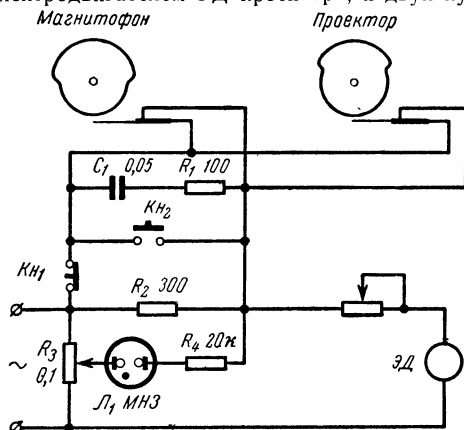 Магнитофон Проектор
C₁ 0,05 R₁ 100
Кн₂
Кн₁
R₂ 300
R₃ 0,1
R₄ 20к
~
ЭД
Л₁ МН3